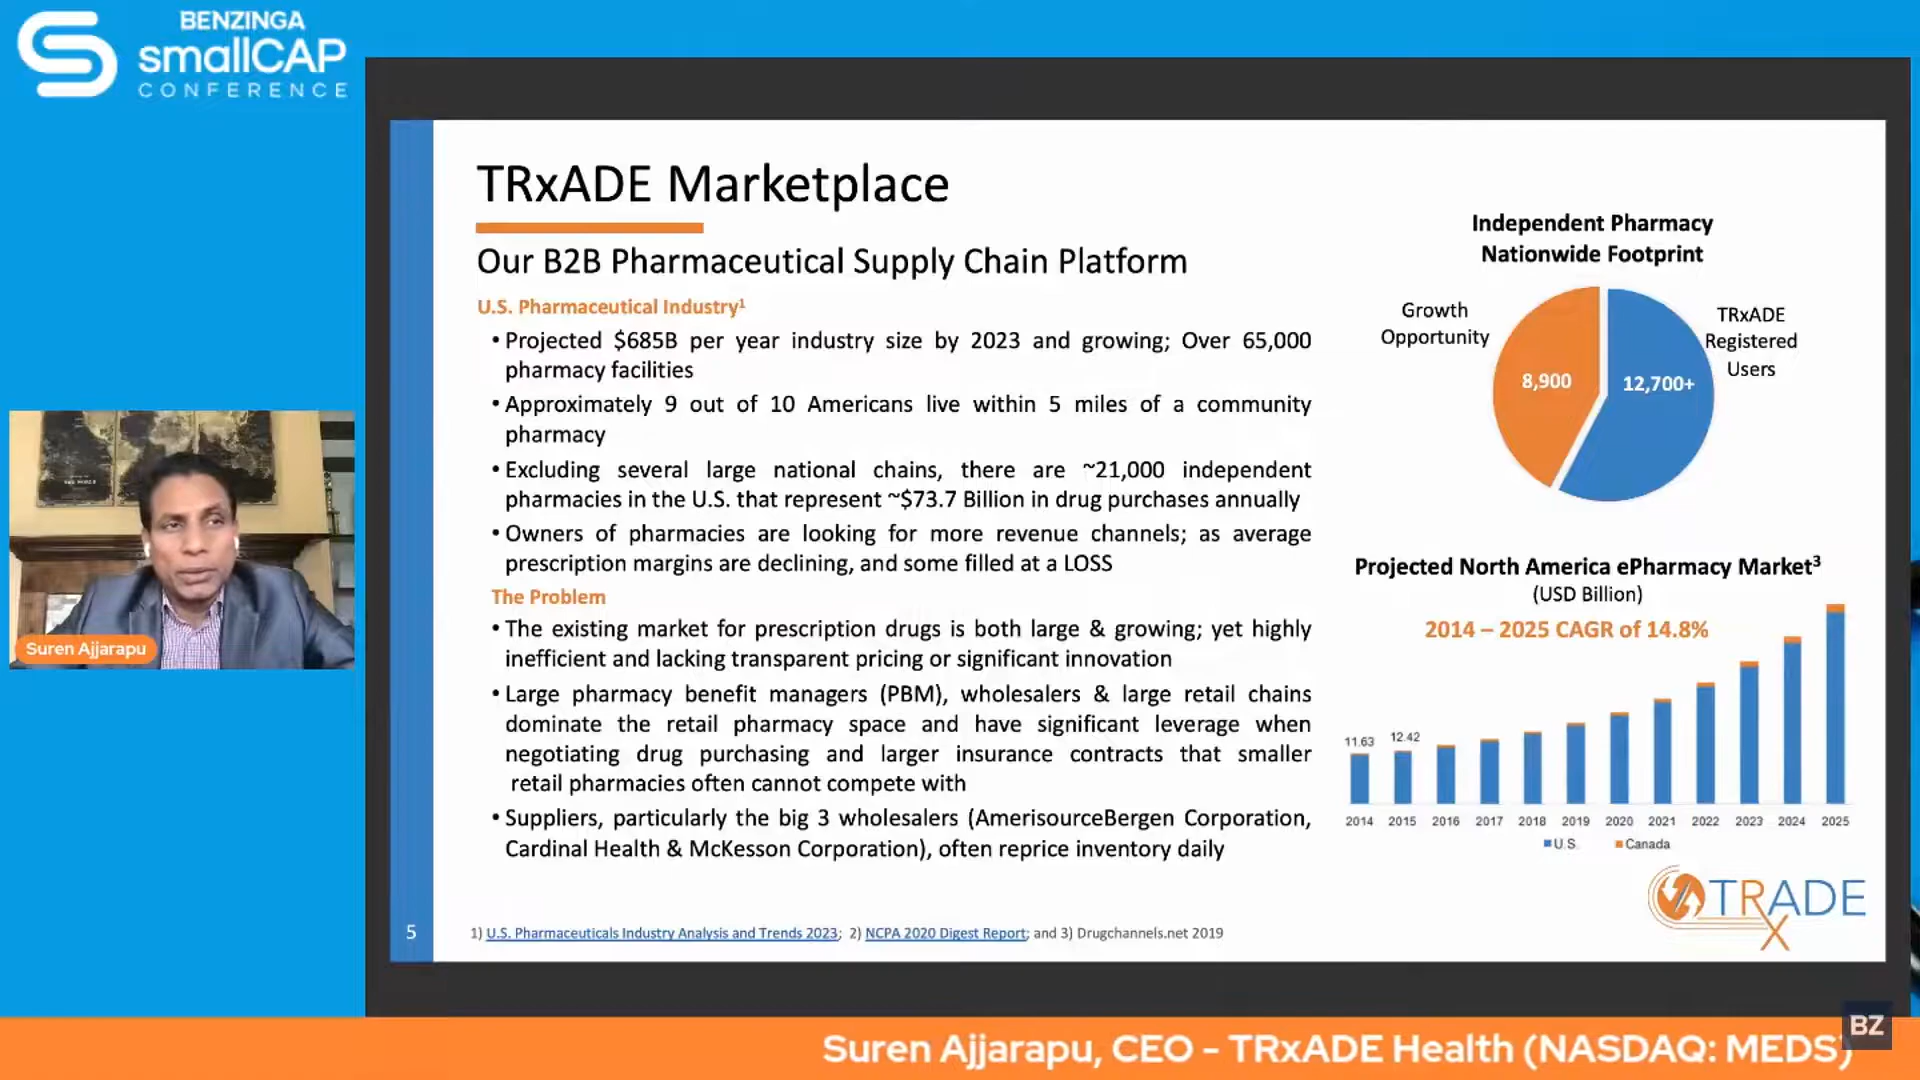 BENZINGA
smallCAP
CONFERENCE
TRxADE Marketplace
Our B2B Pharmaceutical Supply Chain Platform
U.S. Pharmaceutical Industry¹
• Projected $685B per year industry size by 2023 and growing; Over 65,000
pharmacy facilities
• Approximately 9 out of 10 Americans live within 5 miles of a community
pharmacy
• Excluding several large national chains, there are ~21,000 independent
pharmacies in the U.S. that represent ~$73.7 Billion in drug purchases annually
• Owners of pharmacies are looking for more revenue channels; as average
prescription margins are declining, and some filled at a LOSS
The Problem
• The existing market for prescription drugs is both large & growing; yet highly
inefficient and lacking transparent pricing or significant innovation
• Large pharmacy benefit managers (PBM), wholesalers & large retail chains
dominate the retail pharmacy space and have significant leverage when
negotiating drug purchasing and larger insurance contracts that smaller
retail pharmacies often cannot compete with
• Suppliers, particularly the big 3 wholesalers (AmerisourceBergen Corporation,
Cardinal Health & McKesson Corporation), often reprice inventory daily
Independent Pharmacy
Nationwide Footprint
Growth
Opportunity
TRxADE
Registered
Users
8,900
12,700+
Projected North America ePharmacy Market³
(USD Billion)
2014 – 2025 CAGR of 14.8%
11.63 12.42
2014 2015 2016 2017 2018 2019 2020 2021 2022 2023 2024 2025
U.S. Canada
TRxADE
5
1) U.S. Pharmaceuticals Industry Analysis and Trends 2023; 2) NCPA 2020 Digest Report; and 3) Drugchannels.net 2019
Suren Ajjarapu
Suren Ajjarapu, CEO – TRxADE Health (NASDAQ: MEDS)
BZ